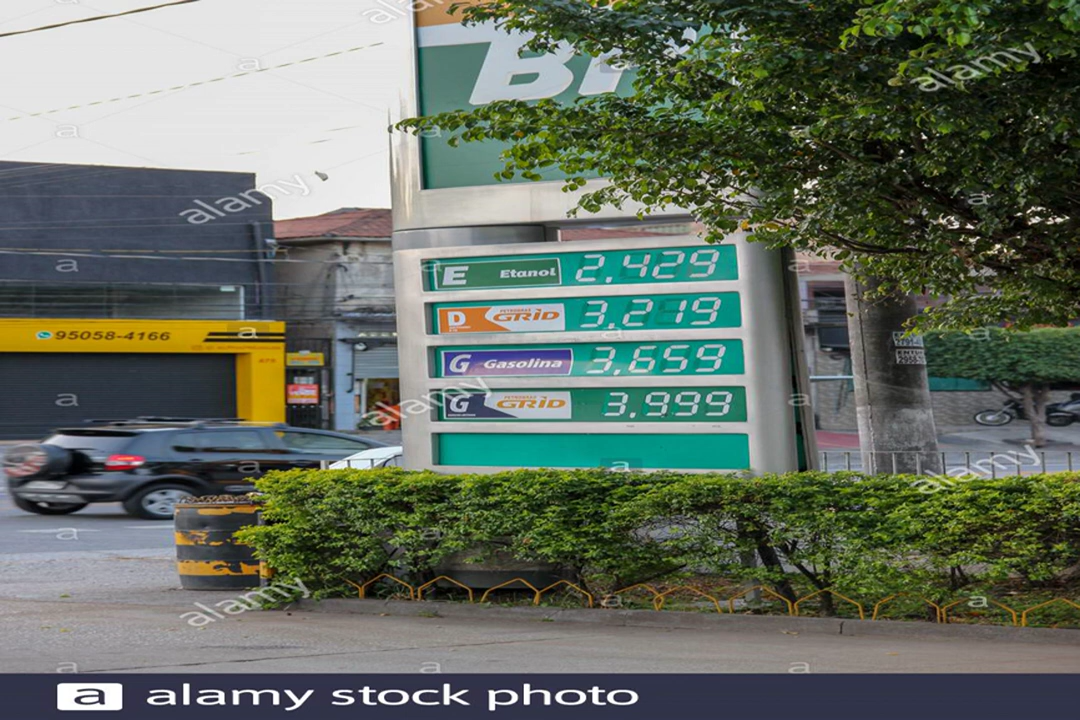 BR
E Etanol 2.429
D PETROBRAS GRID 3.219
G Gasolina 3.659
G PETROBRAS GRID 3.999
95058-4166
alamy
a alamy stock photo